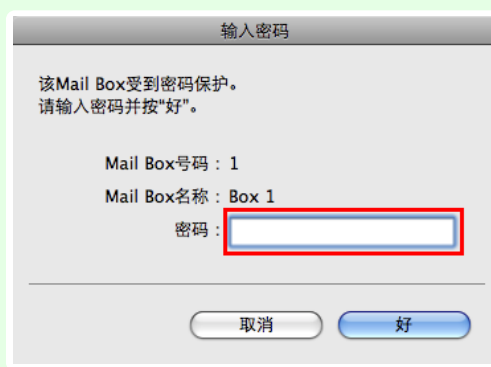 输入密码
该Mail Box受到密码保护。
请输入密码并按“好”。
Mail Box号码：1
Mail Box名称：Box 1
密码：
取消 好